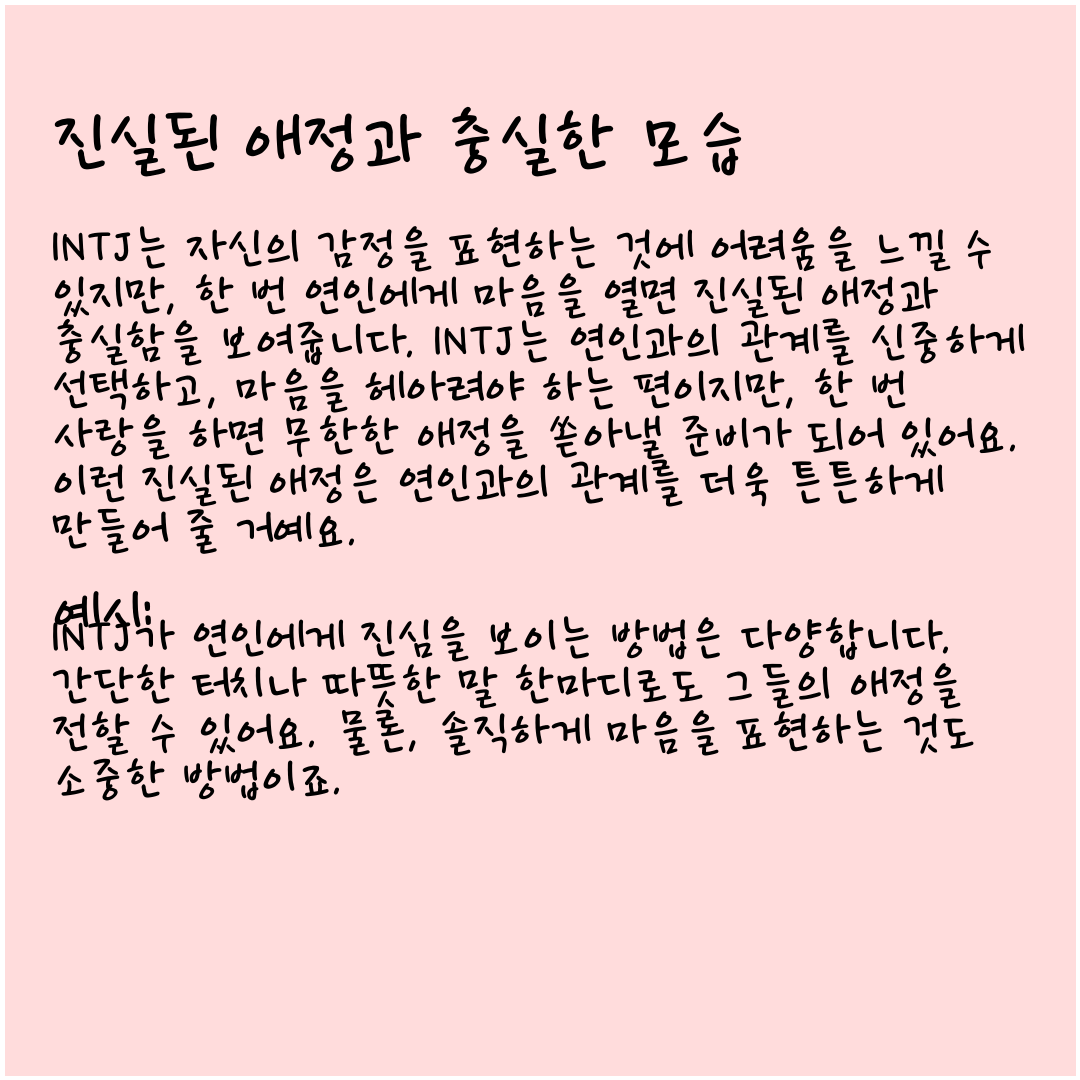 진실된 애정과 충실한 모습
INTJ는 자신의 감정을 표현하는 것에 어려움을 느낄 수
있지만, 한 번 연인에게 마음을 열면 진실된 애정과
충실함을 보여줍니다. INTJ는 연인과의 관계를 신중하게
선택하고, 마음을 헤아려야 하는 편이지만, 한 번
사랑을 하면 무한한 애정을 쏟아낼 준비가 되어 있어요.
이런 진실된 애정은 연인과의 관계를 더욱 튼튼하게
만들어 줄 거예요.
예시:
INTJ가 연인에게 진심을 보이는 방법은 다양합니다.
간단한 터치나 따뜻한 말 한마디로도 그들의 애정을
전할 수 있어요. 물론, 솔직하게 마음을 표현하는 것도
소중한 방법이죠.